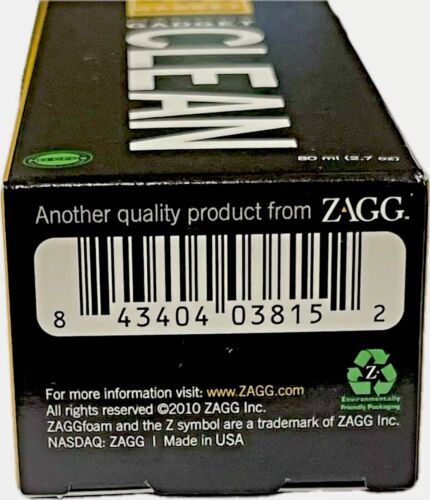 GADGET
CLEAN
80 ml (2.7 oz)
Another quality product from ZAGG™
8 43404 03815 2
For more information visit: www.ZAGG.com
All rights reserved ©2010 ZAGG Inc.
ZAGGfoam and the Z symbol are a trademark of ZAGG Inc.
NASDAQ: ZAGG | Made in USA
Z
Environmentally
Friendly Packaging